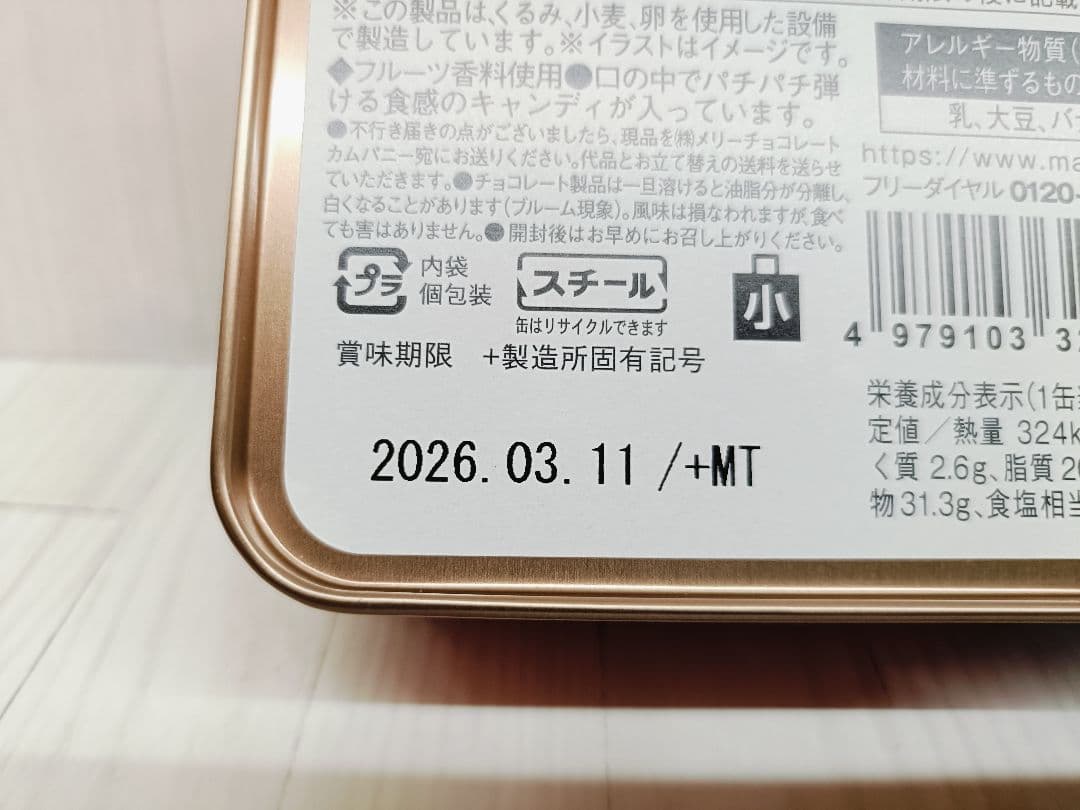 に記載
※この製品は、くるみ、小麦、卵を使用した設備
で製造しています。※イラストはイメージです。
◆フルーツ香料使用●口の中でパチパチ弾
ける食感のキャンディが入っています。
●不行き届きの点がございましたら、現品を㈱メリーチョコレート
カムパニー宛にお送りください。代品とお立て替えの送料を送らせ
ていただきます。●チョコレート製品は一旦溶けると油脂分が分離し、
白くなることがあります(ブルーム現象)。風味は損なわれますが、食べ
ても害はありません。●開封後はお早めにお召し上がりください。
プラ
内袋
個包装
スチール
缶はリサイクルできます
小
賞味期限 +製造所固有記号
2026.03.11 /+MT
アレルギー物質(
材料に準ずるもの
乳、大豆、バ
https://www.ma
フリーダイヤル 0120-
4 979103 32
栄養成分表示(1缶
定値／熱量 324k
く質 2.6g、脂質 20
物31.3g、食塩相当